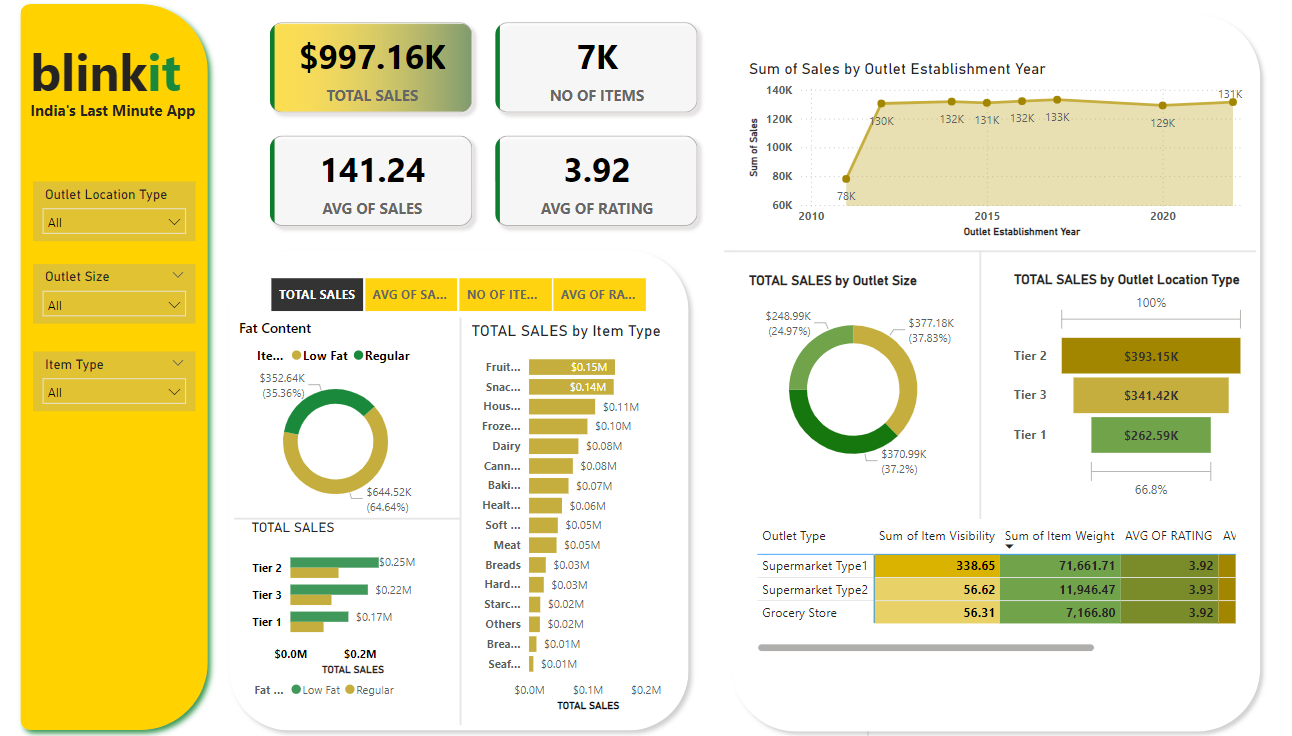 blinkit
India's Last Minute App
Outlet Location Type
All
Outlet Size
All
Item Type
All
$997.16K
TOTAL SALES
7K
NO OF ITEMS
141.24
AVG OF SALES
3.92
AVG OF RATING
TOTAL SALES
AVG OF SA...
NO OF ITE...
AVG OF RA...
Fat Content
Ite... Low Fat Regular
$352.64K
(35.36%)
$644.52K
(64.64%)
TOTAL SALES
Tier 2 $0.25M
Tier 3 $0.22M
Tier 1 $0.17M
$0.0M $0.2M
TOTAL SALES
Fat ... Low Fat Regular
TOTAL SALES by Item Type
Fruit... $0.15M
Snac... $0.14M
Hous... $0.11M
Froze... $0.10M
Dairy $0.08M
Cann... $0.08M
Baki... $0.07M
Healt... $0.06M
Soft ... $0.05M
Meat $0.05M
Breads $0.03M
Hard... $0.03M
Starc... $0.02M
Others $0.02M
Brea... $0.01M
Seaf... $0.01M
$0.0M $0.1M $0.2M
TOTAL SALES
Sum of Sales by Outlet Establishment Year
Sum of Sales
140K
120K
100K
80K
60K
78K
130K
132K
131K
132K
133K
129K
131K
2010 2015 2020
Outlet Establishment Year
TOTAL SALES by Outlet Size
$248.99K
(24.97%)
$377.18K
(37.83%)
$370.99K
(37.2%)
TOTAL SALES by Outlet Location Type
100%
Tier 2 $393.15K
Tier 3 $341.42K
Tier 1 $262.59K
66.8%
Outlet Type Sum of Item Visibility Sum of Item Weight AVG OF RATING AV
Supermarket Type1 338.65 71,661.71 3.92
Supermarket Type2 56.62 11,946.47 3.93
Grocery Store 56.31 7,166.80 3.92